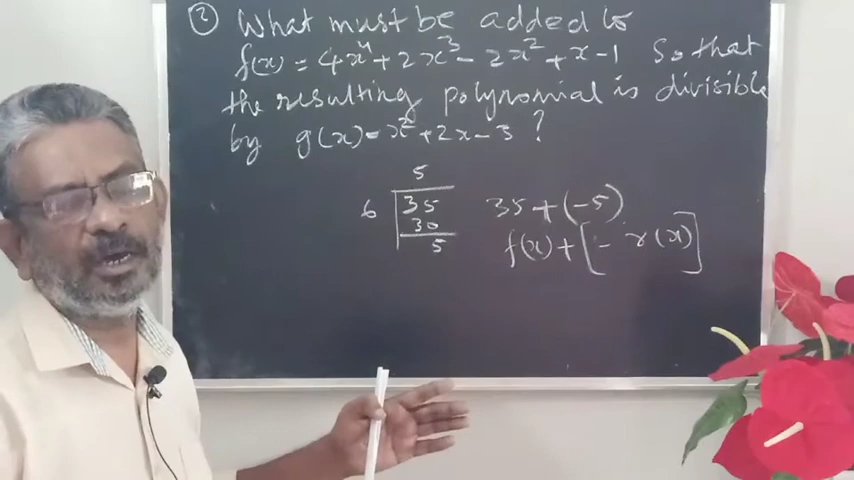 ② What must be added to
f(x) = 4x⁴ + 2x³ - 2x² + x - 1 so that
the resulting polynomial is divisible
by g(x) = x² + 2x - 3 ?
5
6 35 35 + (-5)
30
5 f(x) + [- r(x)]